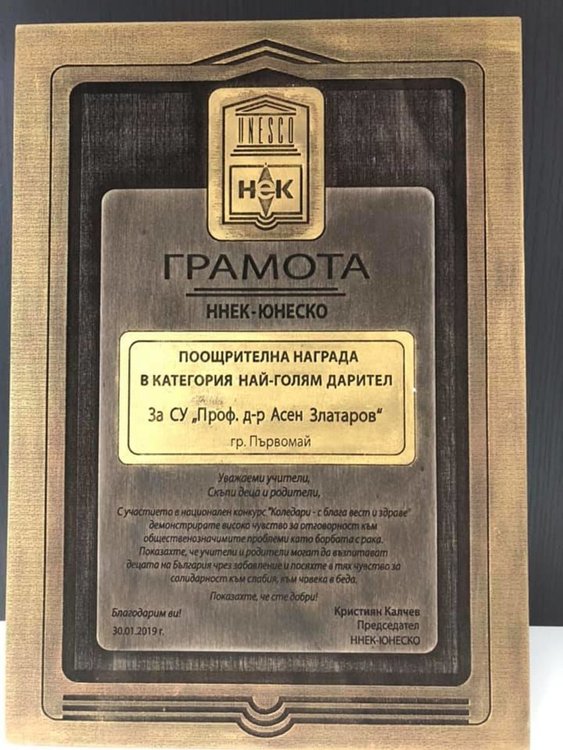 UNESCO
НеК
ГРАМОТА
ННЕК-ЮНЕСКО
ПООЩРИТЕЛНА НАГРАДА
В КАТЕГОРИЯ НАЙ-ГОЛЯМ ДАРИТЕЛ
За СУ „Проф. д-р Асен Златаров“
гр. Първомай
Уважаеми учители,
Скъпи деца и родители,
С участието в национален конкурс "Коледари - с блага вест и здраве"
демонстрирате високо чувство за отговорност към
общественозначимите проблеми като борбата с рака.
Показахте, че учители и родители могат да възпитават
децата на България чрез забавление и посяхте в тях чувство за
солидарност към слабия, към човека в беда.
Показахте, че сте добри!
Благодарим ви!
30.01.2019 г.
Кристиян Калчев
Председател
ННЕК-ЮНЕСКО